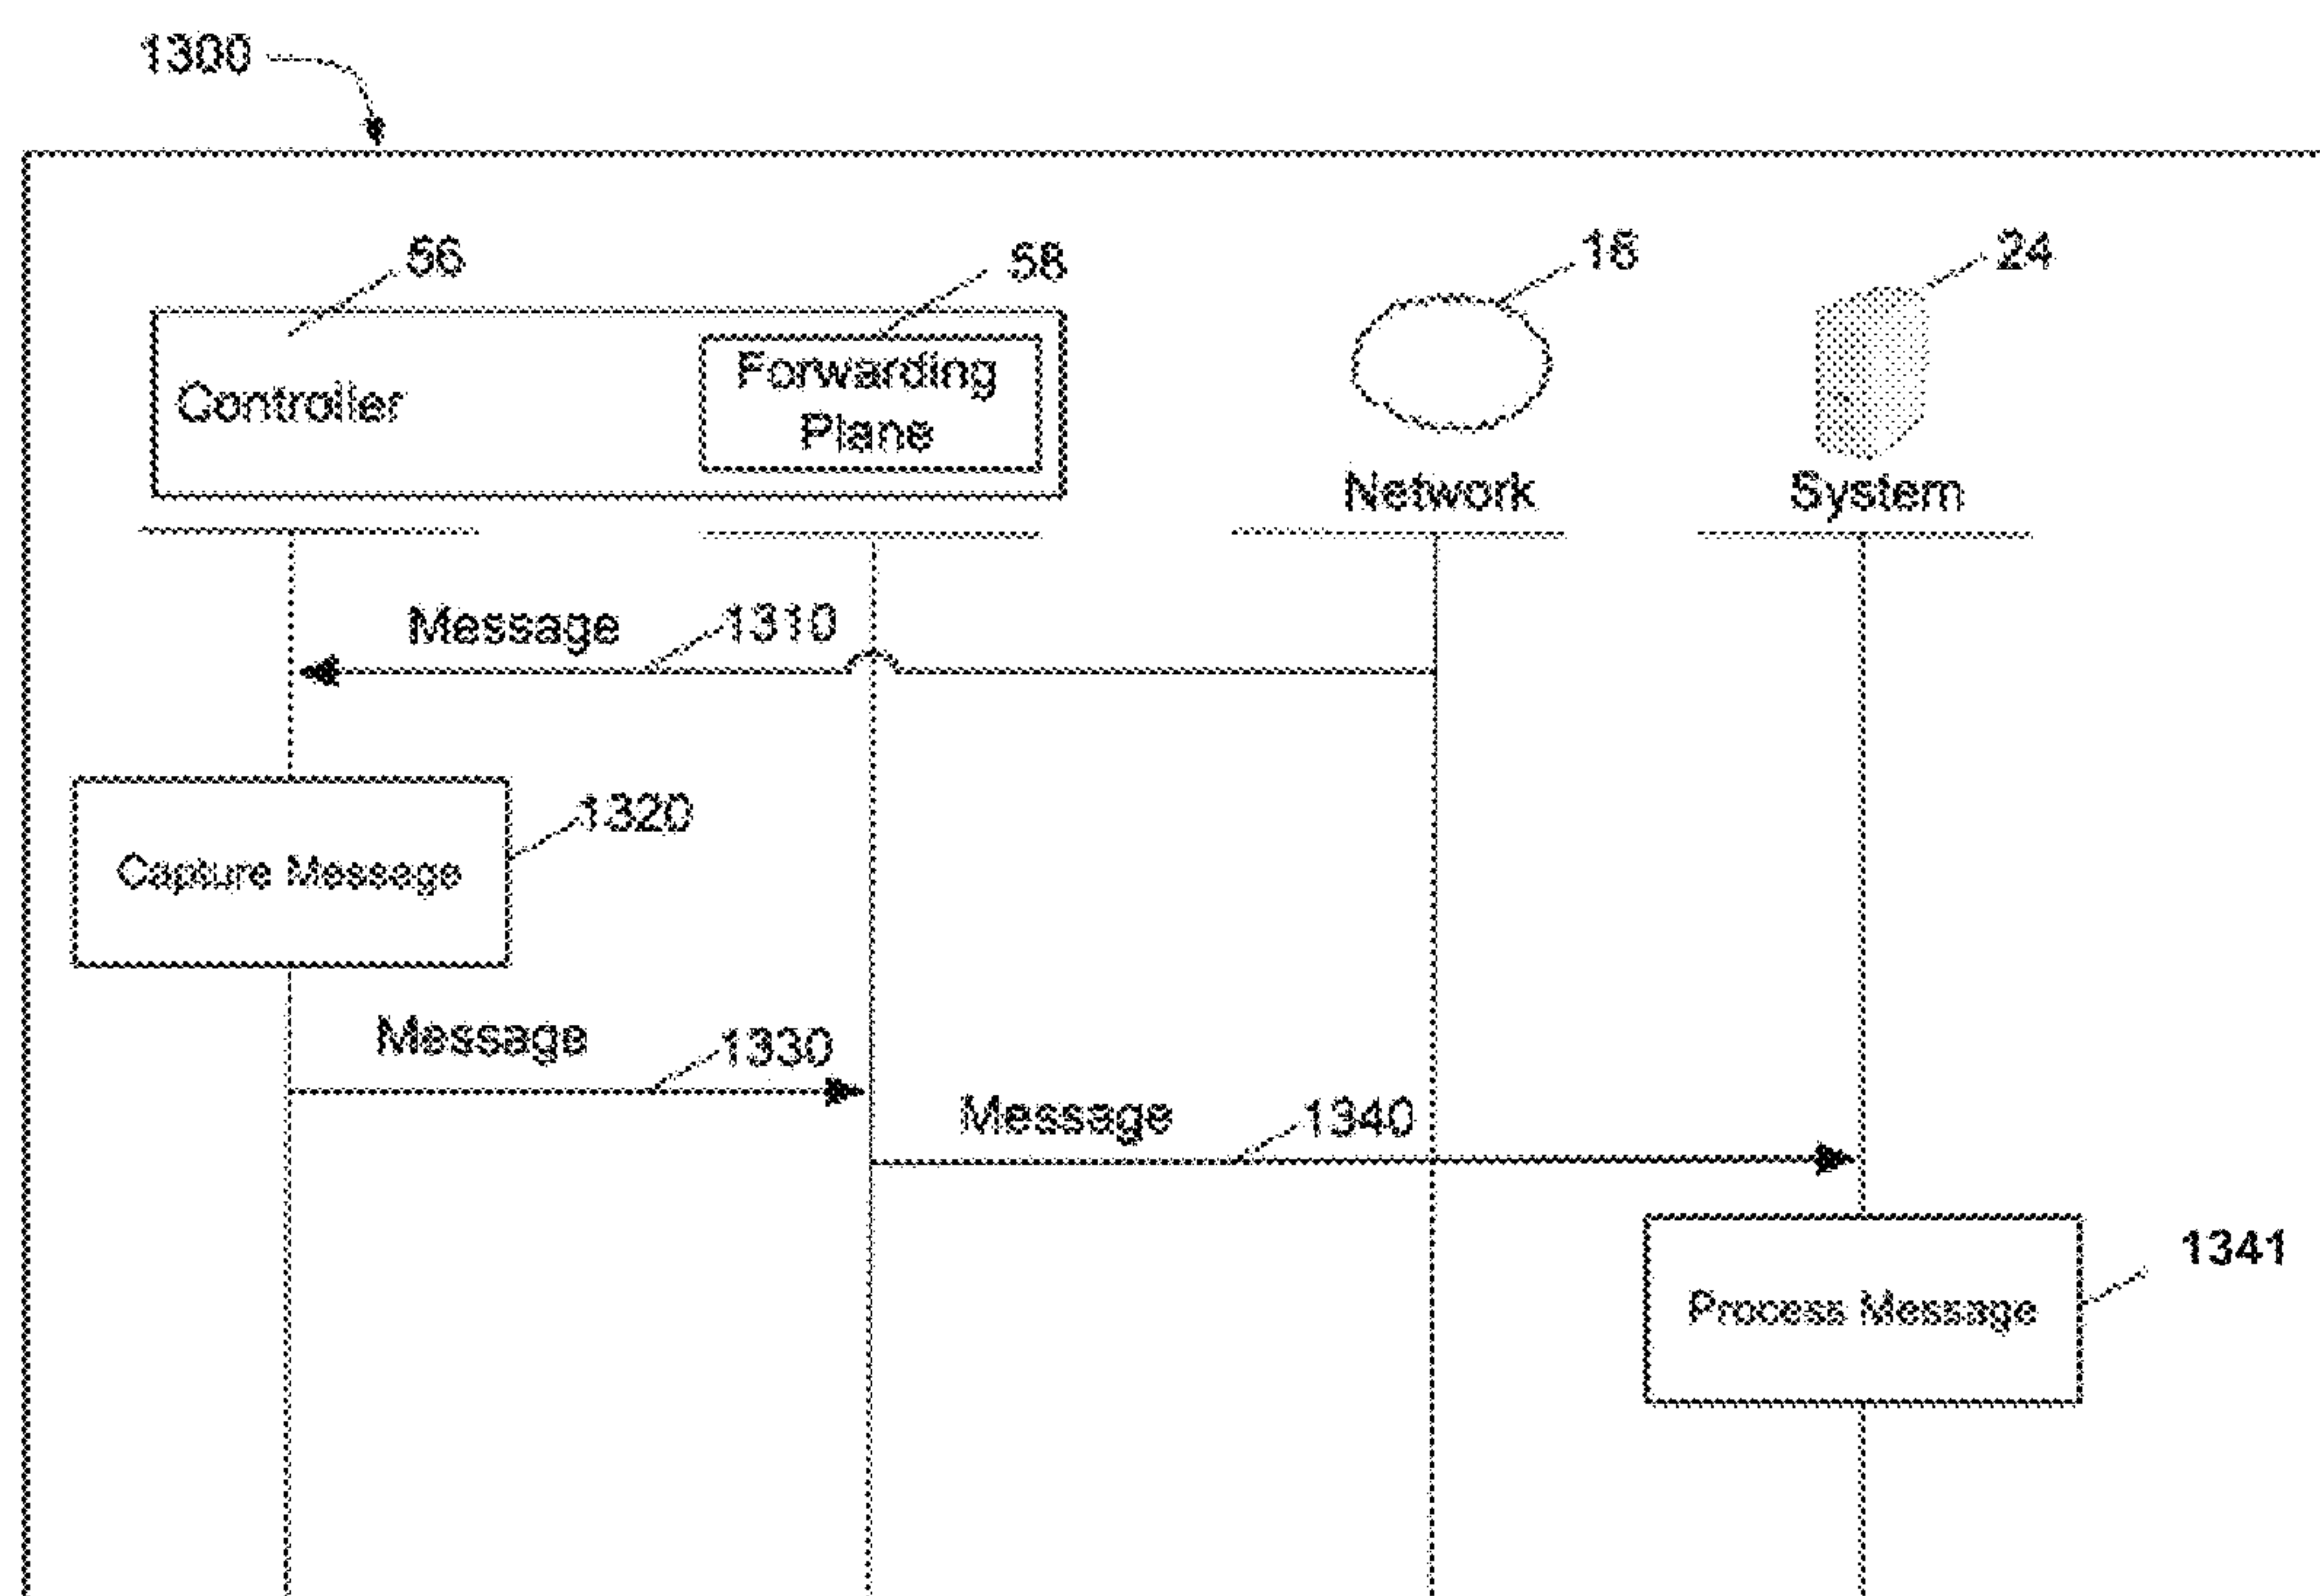 1300
56
58
18
24
Controller
Forwarding
Plane
Network
System
Message
1310
1320
Capture Message
Message
1330
Message
1340
1341
Process Message